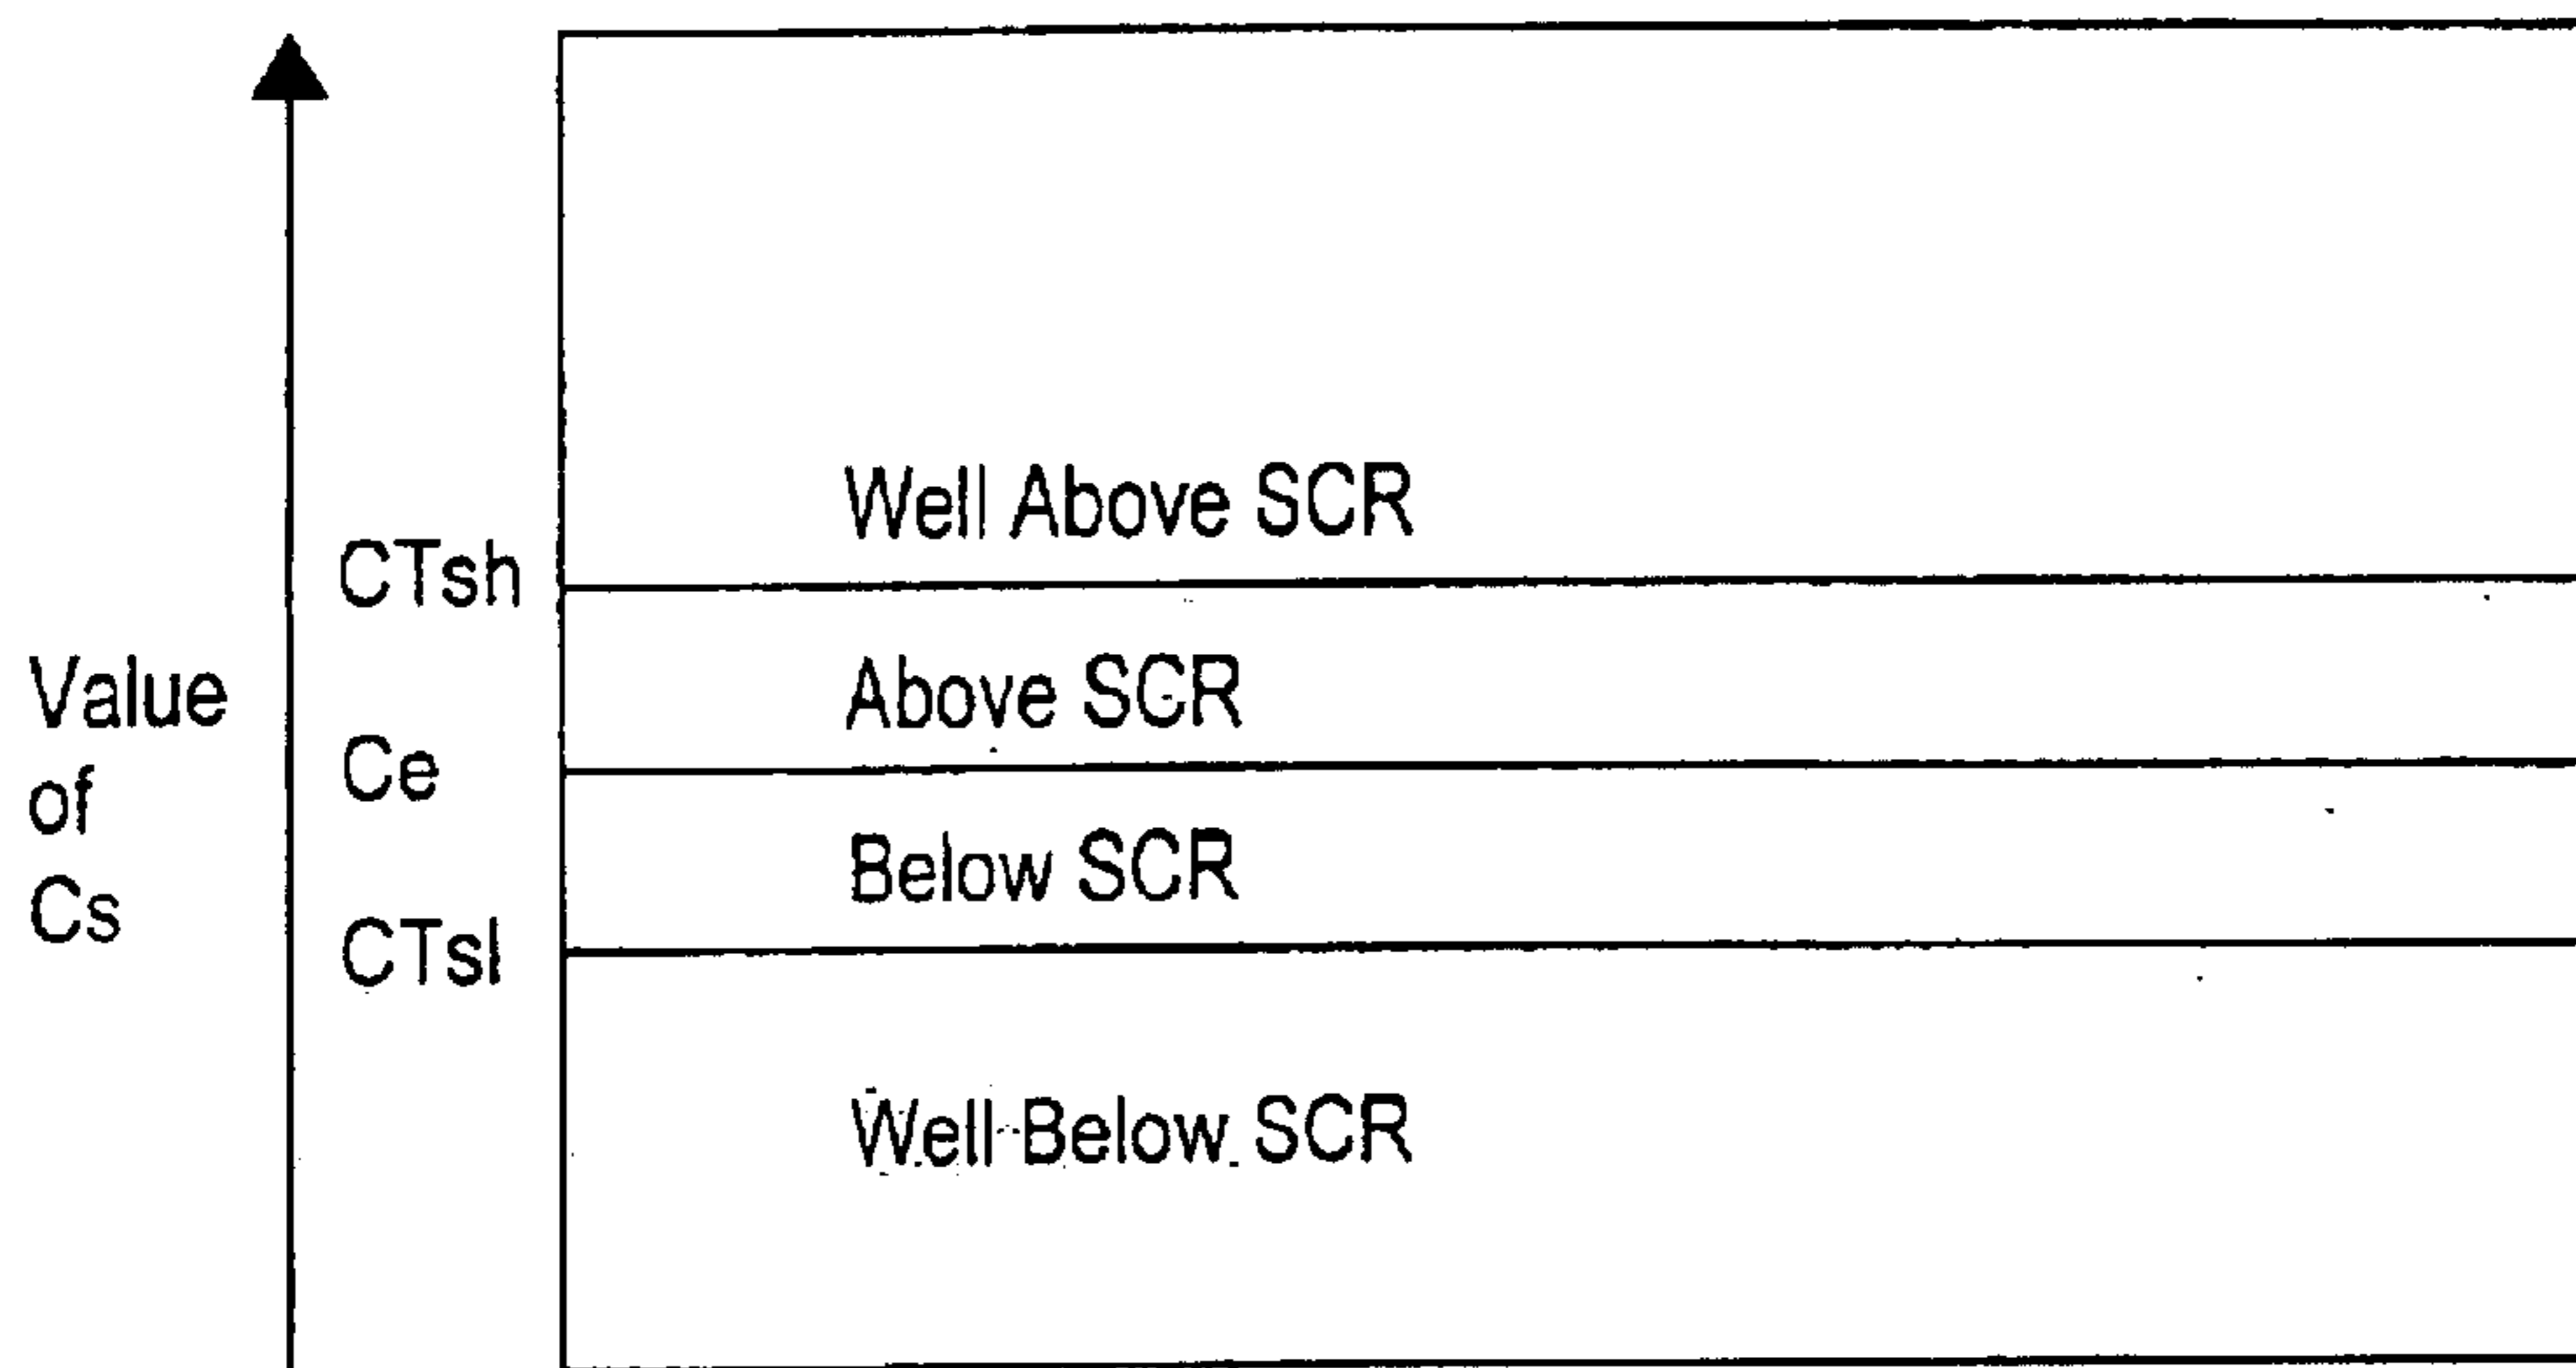 Well Above SCR
CTsh
Above SCR
Value
of
Cs
Ce
Below SCR
CTsl
Well Below SCR